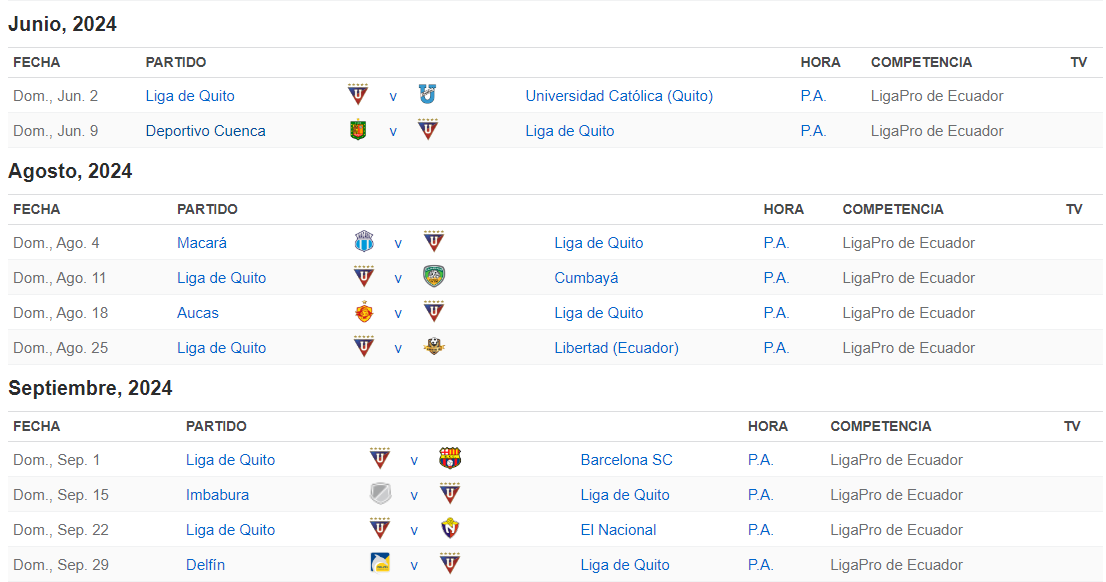 Junio, 2024
FECHA PARTIDO HORA COMPETENCIA TV
Dom., Jun. 2 Liga de Quito v Universidad Católica (Quito) P.A. LigaPro de Ecuador
Dom., Jun. 9 Deportivo Cuenca v Liga de Quito P.A. LigaPro de Ecuador
Agosto, 2024
FECHA PARTIDO HORA COMPETENCIA TV
Dom., Ago. 4 Macará v Liga de Quito P.A. LigaPro de Ecuador
Dom., Ago. 11 Liga de Quito v Cumbayá P.A. LigaPro de Ecuador
Dom., Ago. 18 Aucas v Liga de Quito P.A. LigaPro de Ecuador
Dom., Ago. 25 Liga de Quito v Libertad (Ecuador) P.A. LigaPro de Ecuador
Septiembre, 2024
FECHA PARTIDO HORA COMPETENCIA TV
Dom., Sep. 1 Liga de Quito v Barcelona SC P.A. LigaPro de Ecuador
Dom., Sep. 15 Imbabura v Liga de Quito P.A. LigaPro de Ecuador
Dom., Sep. 22 Liga de Quito v El Nacional P.A. LigaPro de Ecuador
Dom., Sep. 29 Delfín v Liga de Quito P.A. LigaPro de Ecuador